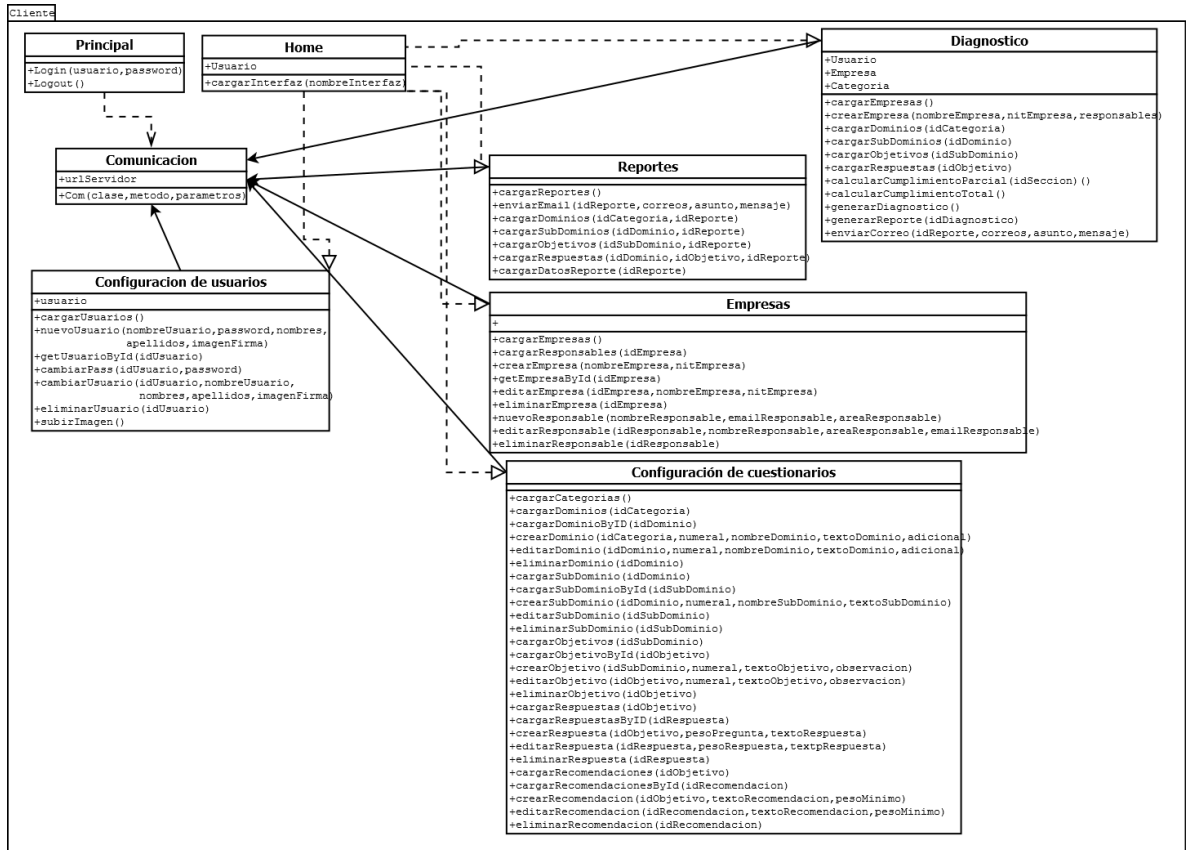 Cliente
Principal
+Login(usuario,password)
+Logout()
Home
+Usuario
+cargarInterfaz(nombreInterfaz)
Diagnostico
+Usuario
+Empresa
+Categoria
+cargarEmpresas()
+crearEmpresa(nombreEmpresa,nitEmpresa,responsables)
+cargarDominios(idCategoria)
+cargarSubDominios(idDominio)
+cargarObjetivos(idSubDominio)
+cargarRespuestas(idObjetivo)
+calcularCumplimientoParcial(idSeccion)()
+calcularCumplimientoTotal()
+generarDiagnostico()
+generarReporte(idDiagnostico)
+enviarCorreo(idReporte,correos,asunto,mensaje)
Comunicacion
+urlServidor
+Com(clase,metodo,parametros)
Reportes
+cargarReportes()
+enviarEmail(idReporte,correos,asunto,mensaje)
+cargarDominios(idCategoria,idReporte)
+cargarSubDominios(idDominio,idReporte)
+cargarObjetivos(idSubDominio,idReporte)
+cargarRespuestas(idDominio,idObjetivo,idReporte)
+cargarDatosReporte(idReporte)
Configuracion de usuarios
+usuario
+cargarUsuarios()
+nuevoUsuario(nombreUsuario,password,nombres,
apellidos,imagenFirma)
+getUsuarioById(idUsuario)
+cambiarPass(idUsuario,password)
+cambiarUsuario(idUsuario,nombreUsuario,
nombres,apellidos,imagenFirma)
+eliminarUsuario(idUsuario)
+subirImagen()
Empresas
+
+cargarEmpresas()
+cargarResponsables(idEmpresa)
+crearEmpresa(nombreEmpresa,nitEmpresa)
+getEmpresaById(idEmpresa)
+editarEmpresa(idEmpresa,nombreEmpresa,nitEmpresa)
+eliminarEmpresa(idEmpresa)
+nuevoResponsable(nombreResponsable,emailResponsable,areaResponsable)
+editarResponsable(idResponsable,nombreResponsable,areaResponsable,emailResponsable)
+eliminarResponsable(idResponsable)
Configuración de cuestionarios
+cargarCategorias()
+cargarDominios(idCategoria)
+cargarDominioByID(idDominio)
+crearDominio(idCategoria,numeral,nombreDominio,textoDominio,adicional)
+editarDominio(idDominio,numeral,nombreDominio,textoDominio,adicional)
+eliminarDominio(idDominio)
+cargarSubDominio(idDominio)
+cargarSubDominioById(idSubDominio)
+crearSubDominio(idDominio,numeral,nombreSubDominio,textoSubDominio)
+editarSubDominio(idSubDominio)
+eliminarSubDominio(idSubDominio)
+cargarObjetivos(idSubDominio)
+cargarObjetivoById(idObjetivo)
+crearObjetivo(idSubDominio,numeral,textoObjetivo,observacion)
+editarObjetivo(idObjetivo,numeral,textoObjetivo,observacion)
+eliminarObjetivo(idObjetivo)
+cargarRespuestas(idObjetivo)
+cargarRespuestasByID(idRespuesta)
+crearRespuesta(idObjetivo,pesoPregunta,textoRespuesta)
+editarRespuesta(idRespuesta,pesoRespuesta,textpRespuesta)
+eliminarRespuesta(idRespuesta)
+cargarRecomendaciones(idObjetivo)
+cargarRecomendacionesById(idRecomendacion)
+crearRecomendacion(idObjetivo,textoRecomendacion,pesoMinimo)
+editarRecomendacion(idRecomendacion,textoRecomendacion,pesoMinimo)
+eliminarRecomendacion(idRecomendacion)